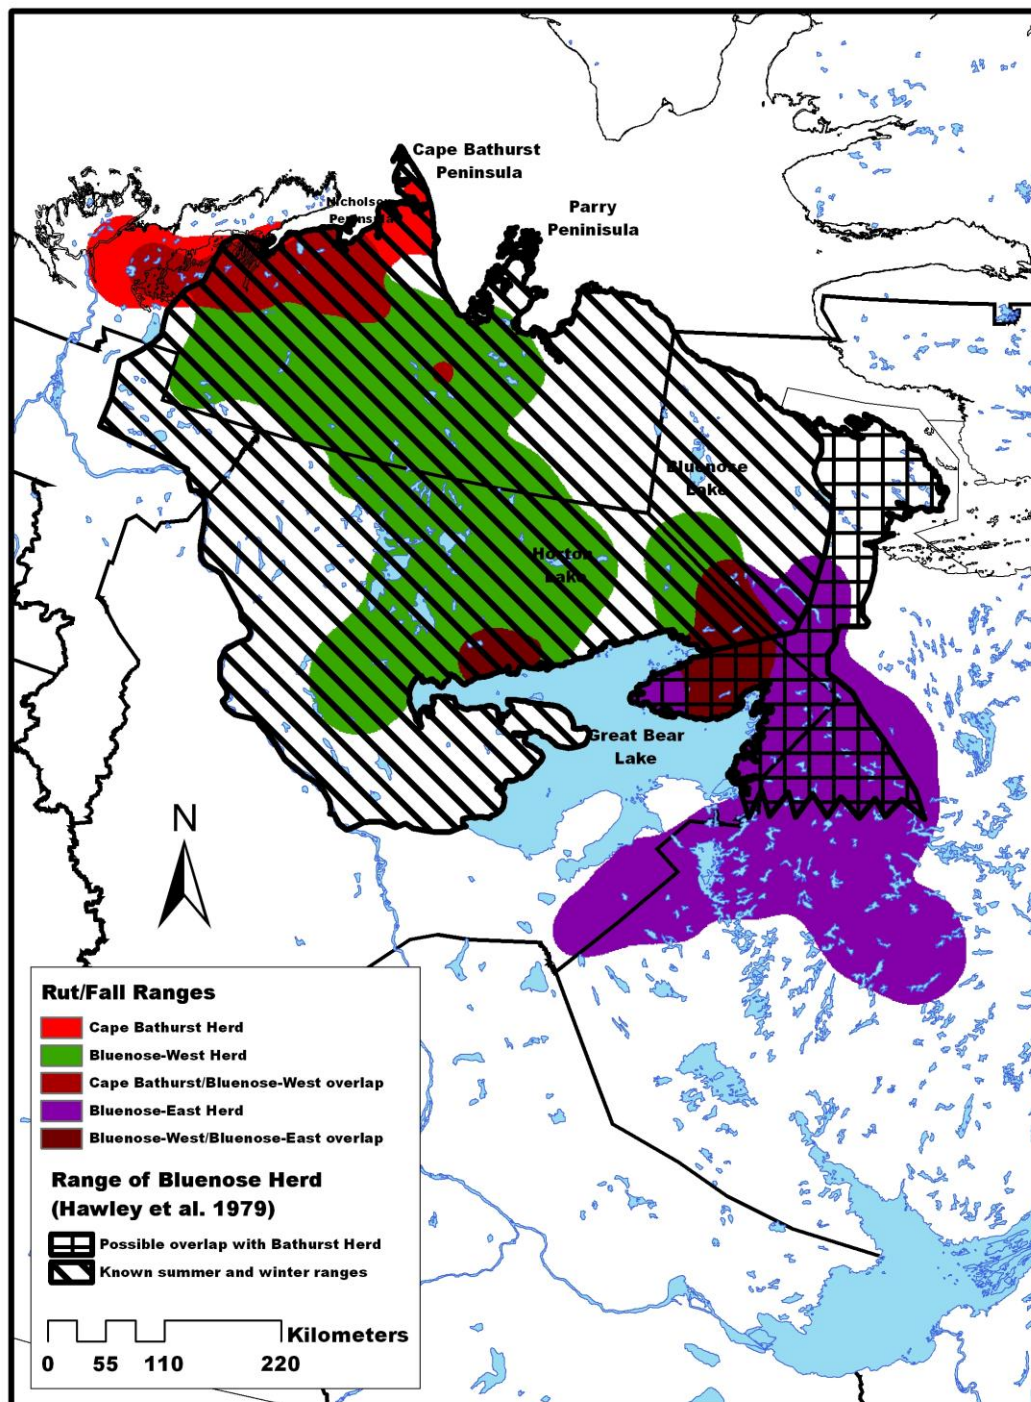 Cape Bathurst
Peninsula
Nicholson
Peninsula
Parry
Peninisula
Bluenose
Lake
Horton
Lake
Great Bear
Lake
N
Rut/Fall Ranges
Cape Bathurst Herd
Bluenose-West Herd
Cape Bathurst/Bluenose-West overlap
Bluenose-East Herd
Bluenose-West/Bluenose-East overlap
Range of Bluenose Herd
(Hawley et al. 1979)
Possible overlap with Bathurst Herd
Known summer and winter ranges
Kilometers
0 55 110 220